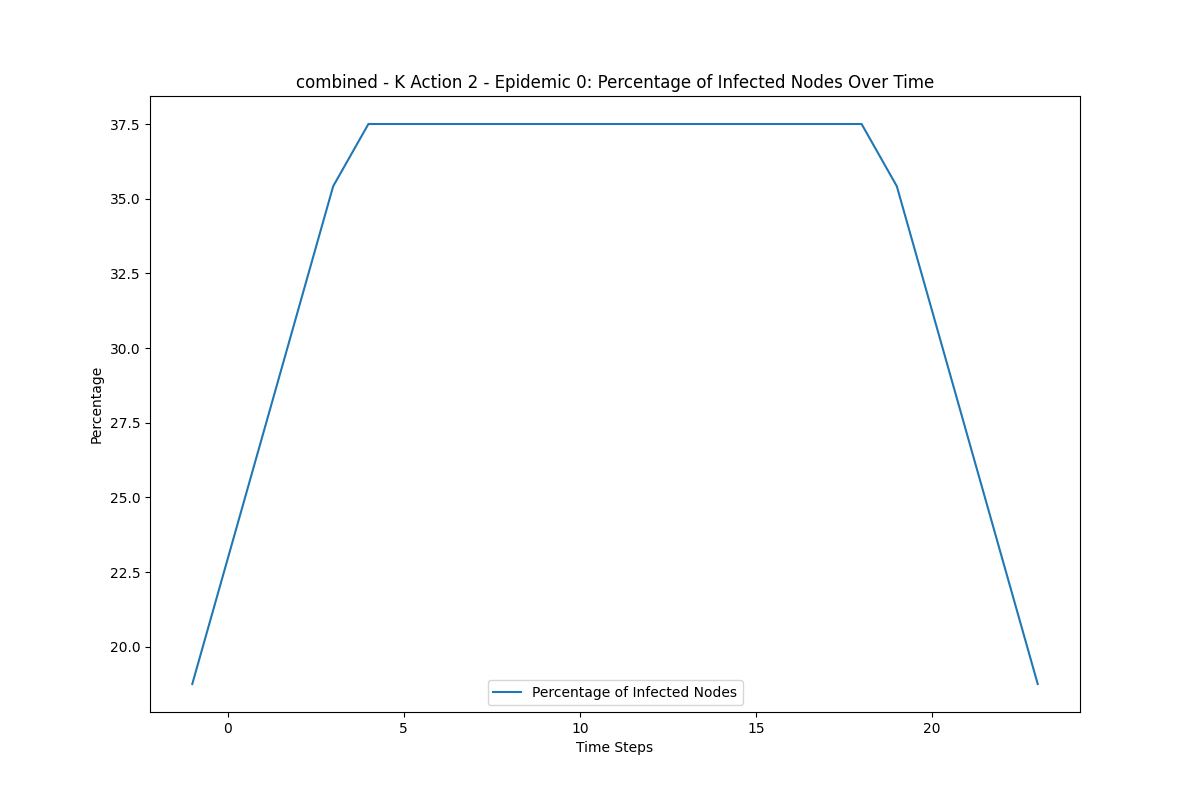 combined - K Action 2 - Epidemic 0: Percentage of Infected Nodes Over Time
37.5
35.0
32.5
30.0
27.5
25.0
22.5
20.0
Percentage
Percentage of Infected Nodes
0 5 10 15 20
Time Steps